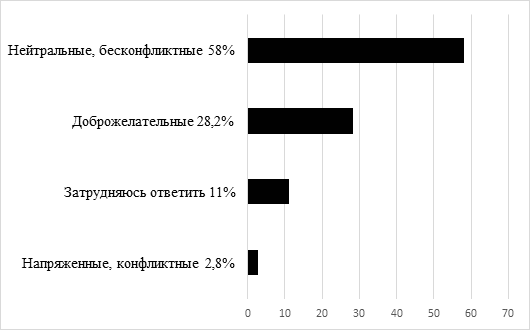 Нейтральные, бесконфликтные 58%
Доброжелательные 28,2%
Затрудняюсь ответить 11%
Напряженные, конфликтные 2,8%
0 10 20 30 40 50 60 70